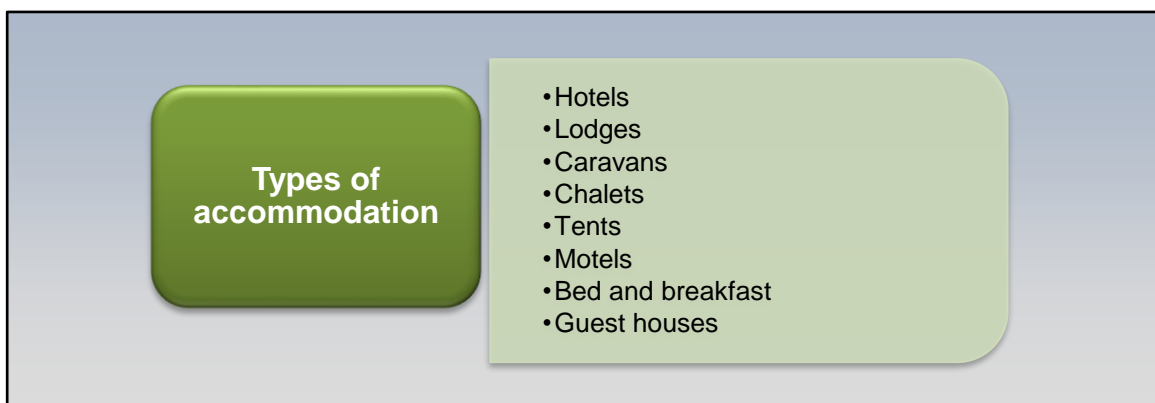 Types of
accommodation
•Hotels
•Lodges
•Caravans
•Chalets
•Tents
•Motels
•Bed and breakfast
•Guest houses